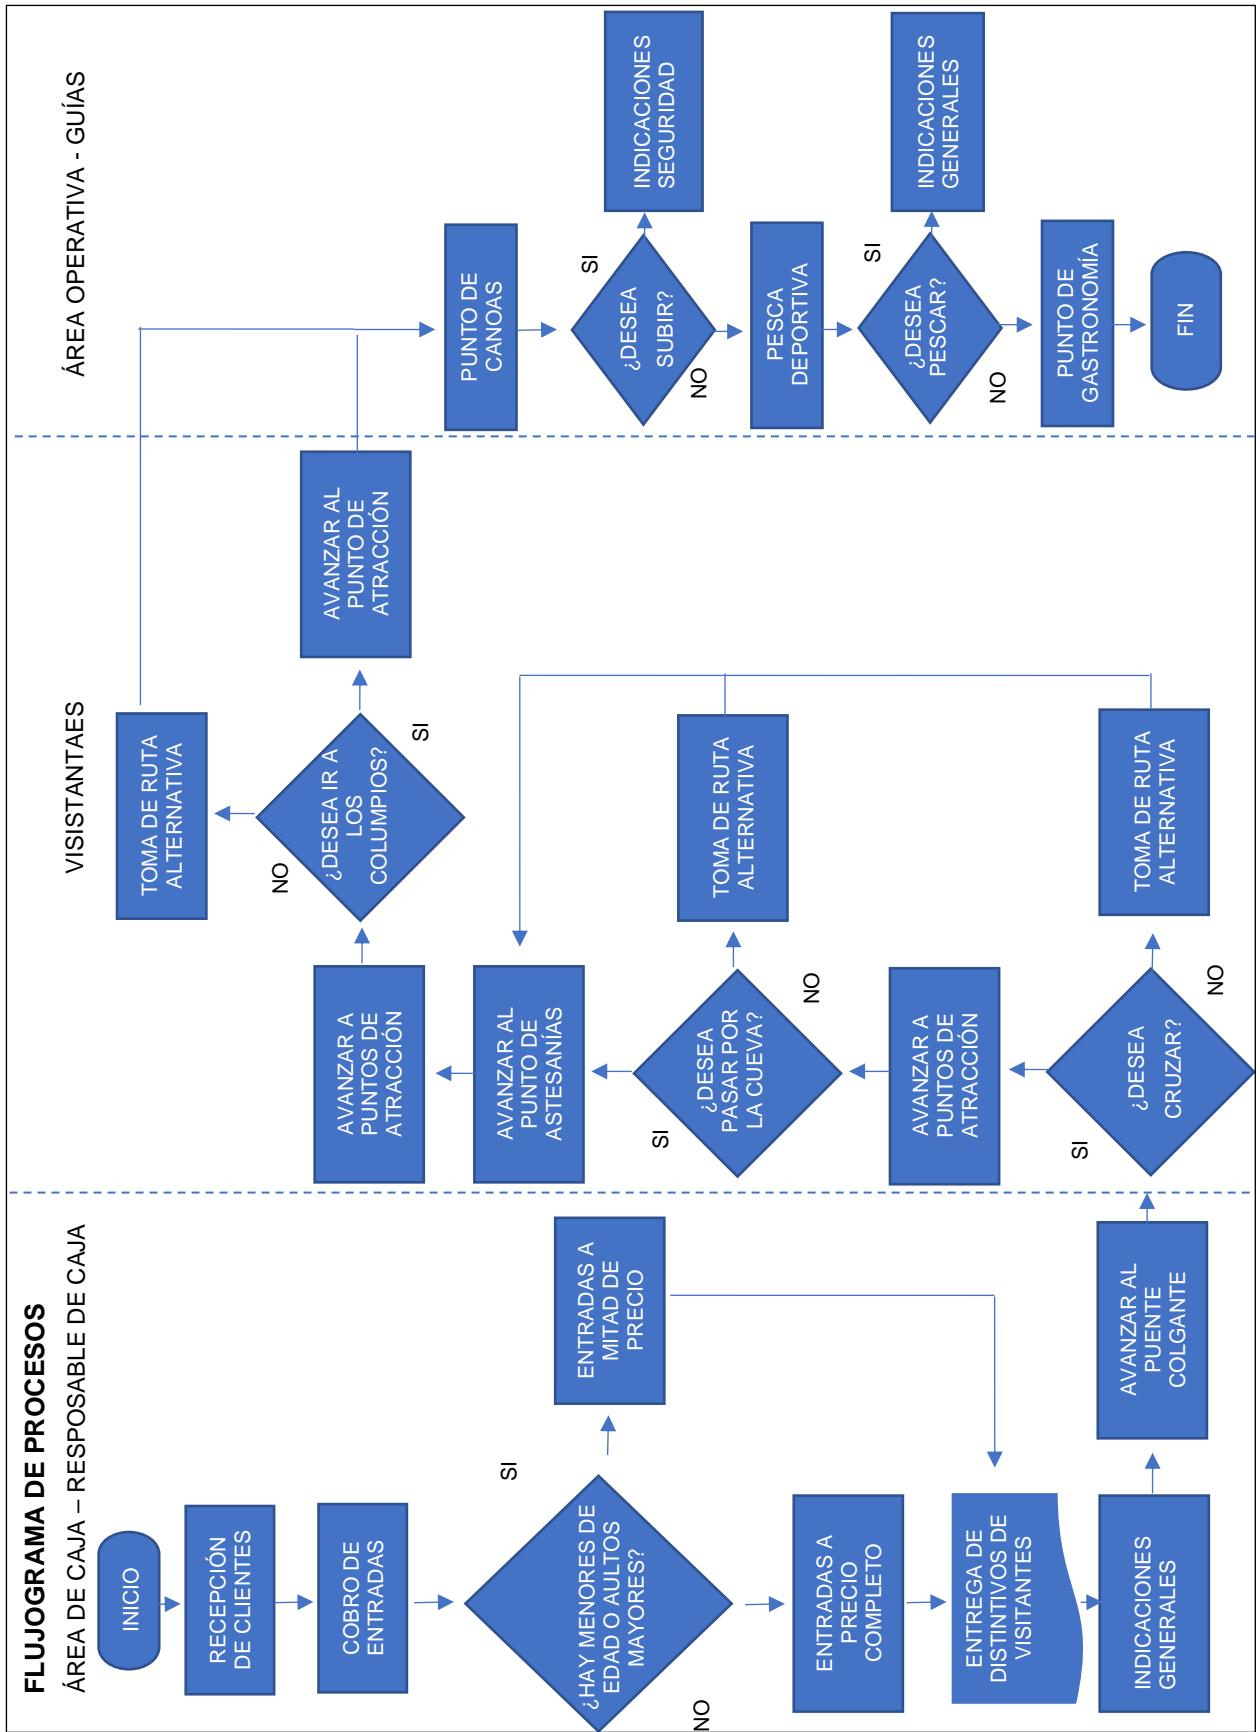 FLUJOGRAMA DE PROCESOS
ÁREA DE CAJA – RESPOSABLE DE CAJA
INICIO
RECEPCIÓN
DE CLIENTES
COBRO DE
ENTRADAS
¿HAY MENORES DE
EDAD O AULTOS
MAYORES?
SI
NO
ENTRADAS A
MITAD DE
PRECIO
ENTRADAS A
PRECIO
COMPLETO
ENTREGA DE
DISTINTIVOS DE
VISITANTES
INDICACIONES
GENERALES
AVANZAR AL
PUENTE
COLGANTE
VISISTANTAES
¿DESEA
CRUZAR?
SI
NO
TOMA DE RUTA
ALTERNATIVA
AVANZAR A
PUNTOS DE
ATRACCIÓN
¿DESEA
PASAR POR
LA CUEVA?
SI
NO
TOMA DE RUTA
ALTERNATIVA
AVANZAR AL
PUNTO DE
ASTESANÍAS
AVANZAR A
PUNTOS DE
ATRACCIÓN
¿DESEA IR A
LOS
COLUMPIOS?
NO
SI
TOMA DE RUTA
ALTERNATIVA
AVANZAR AL
PUNTO DE
ATRACCIÓN
ÁREA OPERATIVA - GUÍAS
PUNTO DE
CANOAS
¿DESEA
SUBIR?
SI
NO
INDICACIONES
SEGURIDAD
PESCA
DEPORTIVA
¿DESEA
PESCAR?
SI
NO
INDICACIONES
GENERALES
PUNTO DE
GASTRONOMÍA
FIN